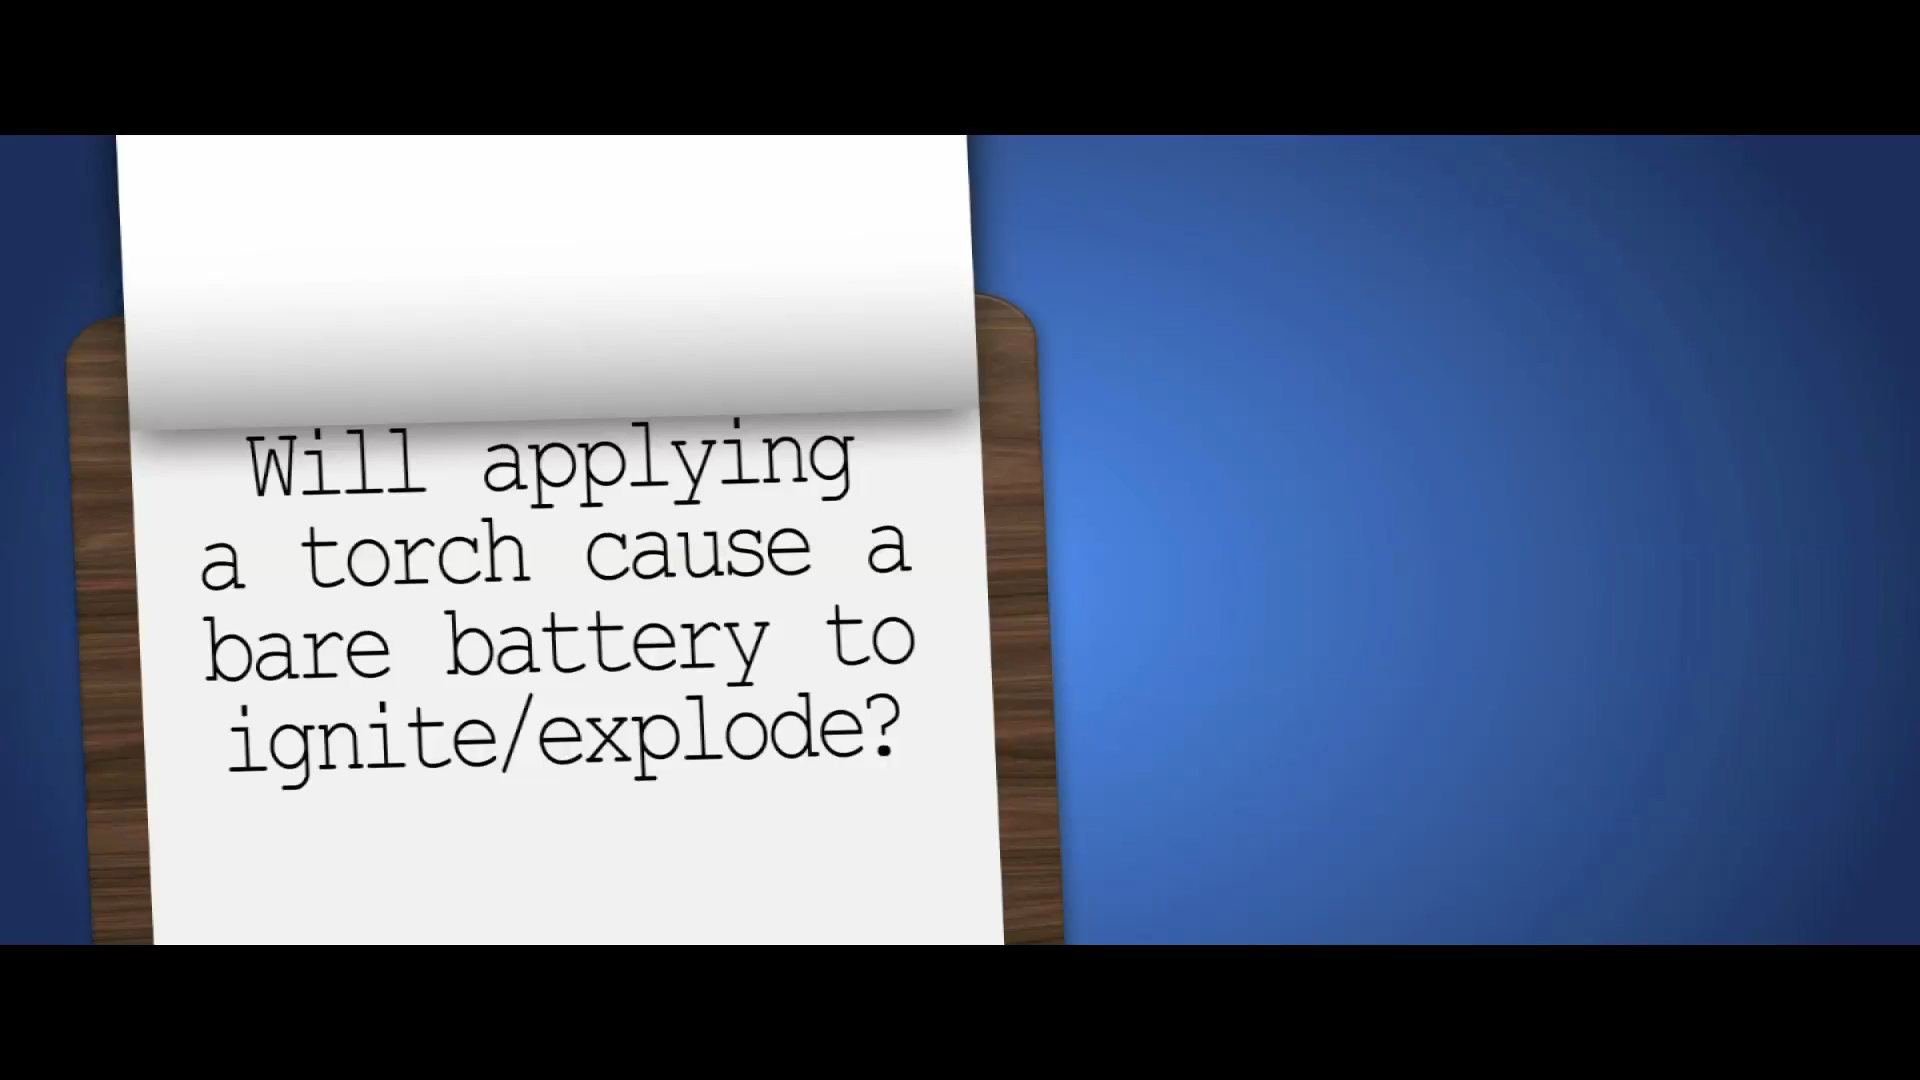 Will applying
a torch cause a
bare battery to
ignite/explode?